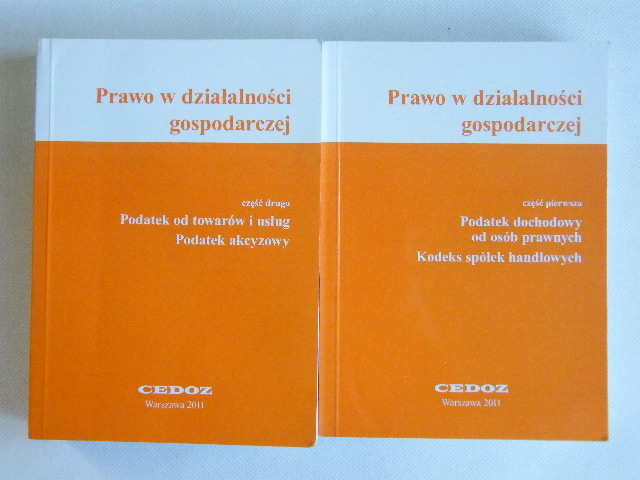 Prawo w działalności
gospodarczej
część druga
Podatek od towarów i usług
Podatek akcyzowy
CEDOZ
Warszawa 2011
Prawo w działalności
gospodarczej
część pierwsza
Podatek dochodowy
od osób prawnych
Kodeks spółek handlowych
CEDOZ
Warszawa 2011